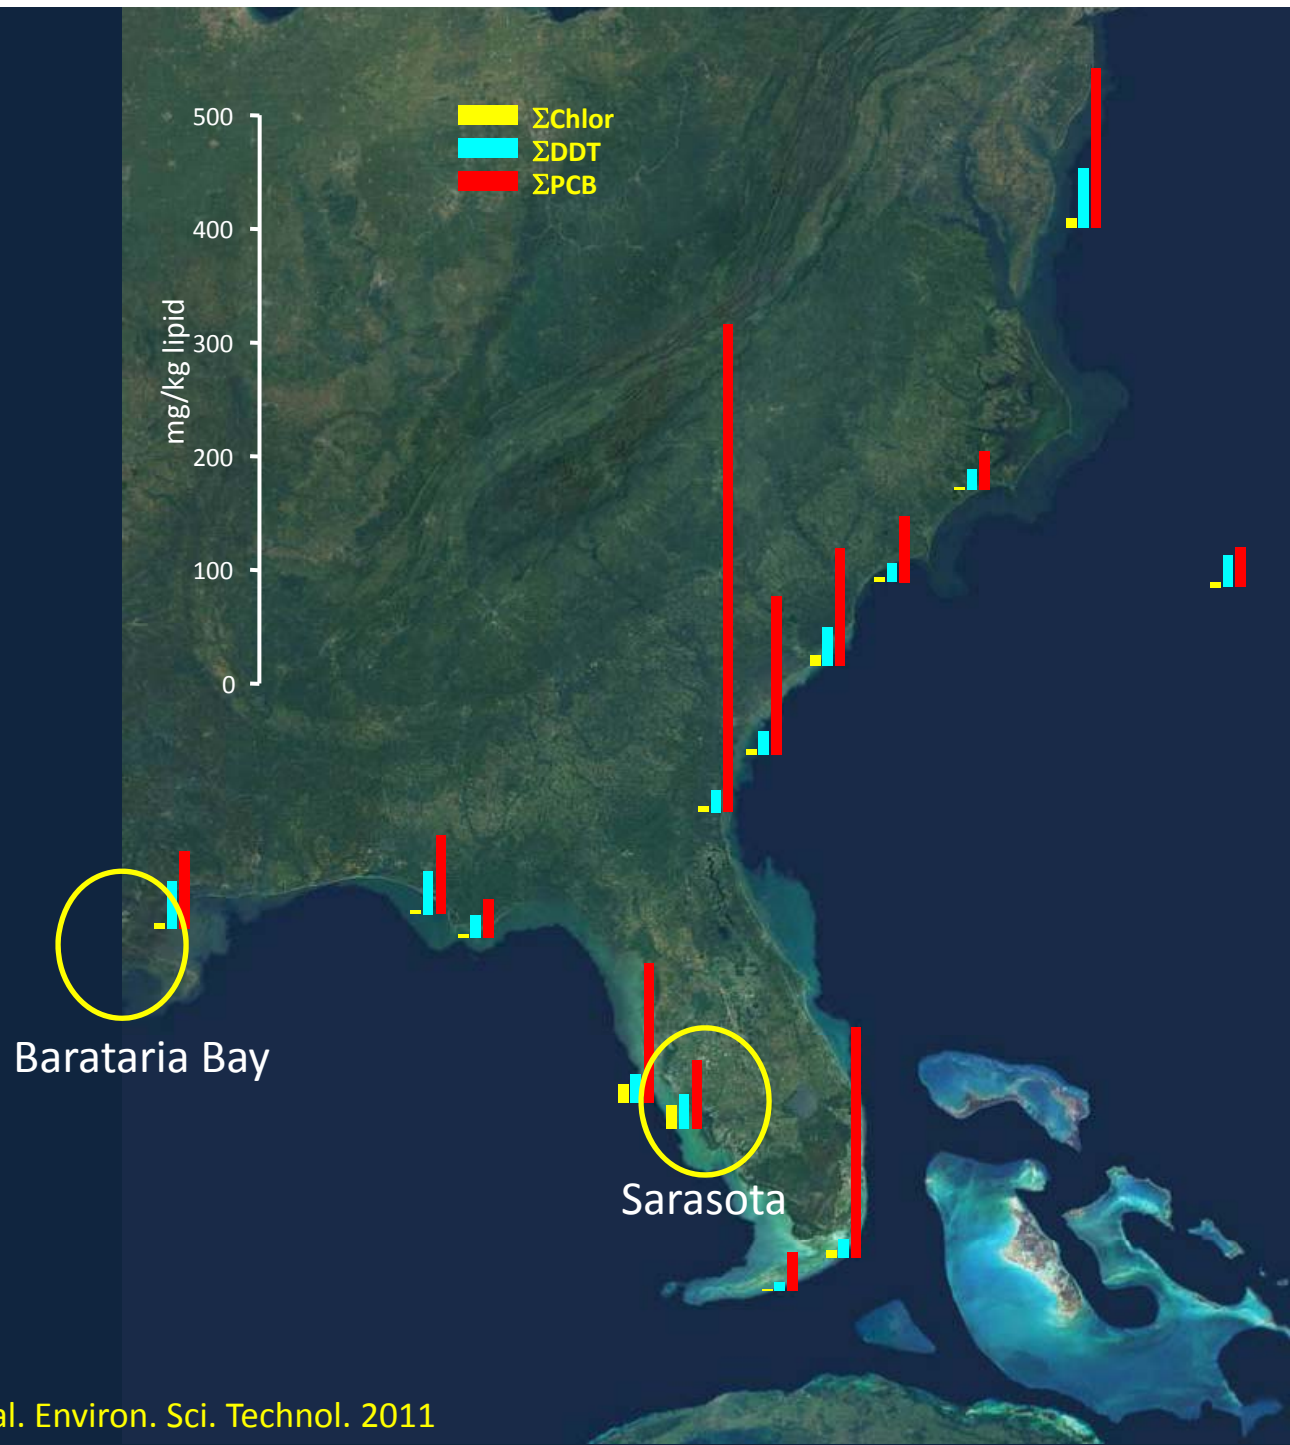 500
ΣChlor
ΣDDT
ΣPCB
400
mg/kg lipid
300
200
100
0
Barataria Bay
Sarasota
al. Environ. Sci. Technol. 2011